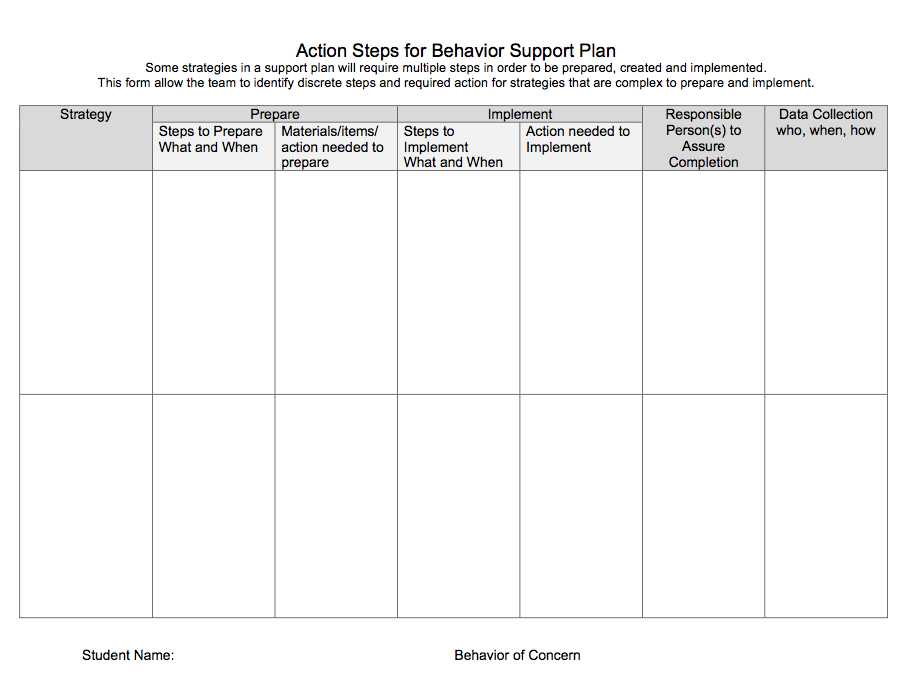 Action Steps for Behavior Support Plan
Some strategies in a support plan will require multiple steps in order to be prepared, created and implemented.
This form allow the team to identify discrete steps and required action for strategies that are complex to prepare and implement.
Strategy
Prepare
Implement
Responsible
Person(s) to
Assure
Completion
Data Collection
who, when, how
Steps to Prepare
What and When
Materials/items/
action needed to
prepare
Steps to
Implement
What and When
Action needed to
Implement
Student Name:
Behavior of Concern